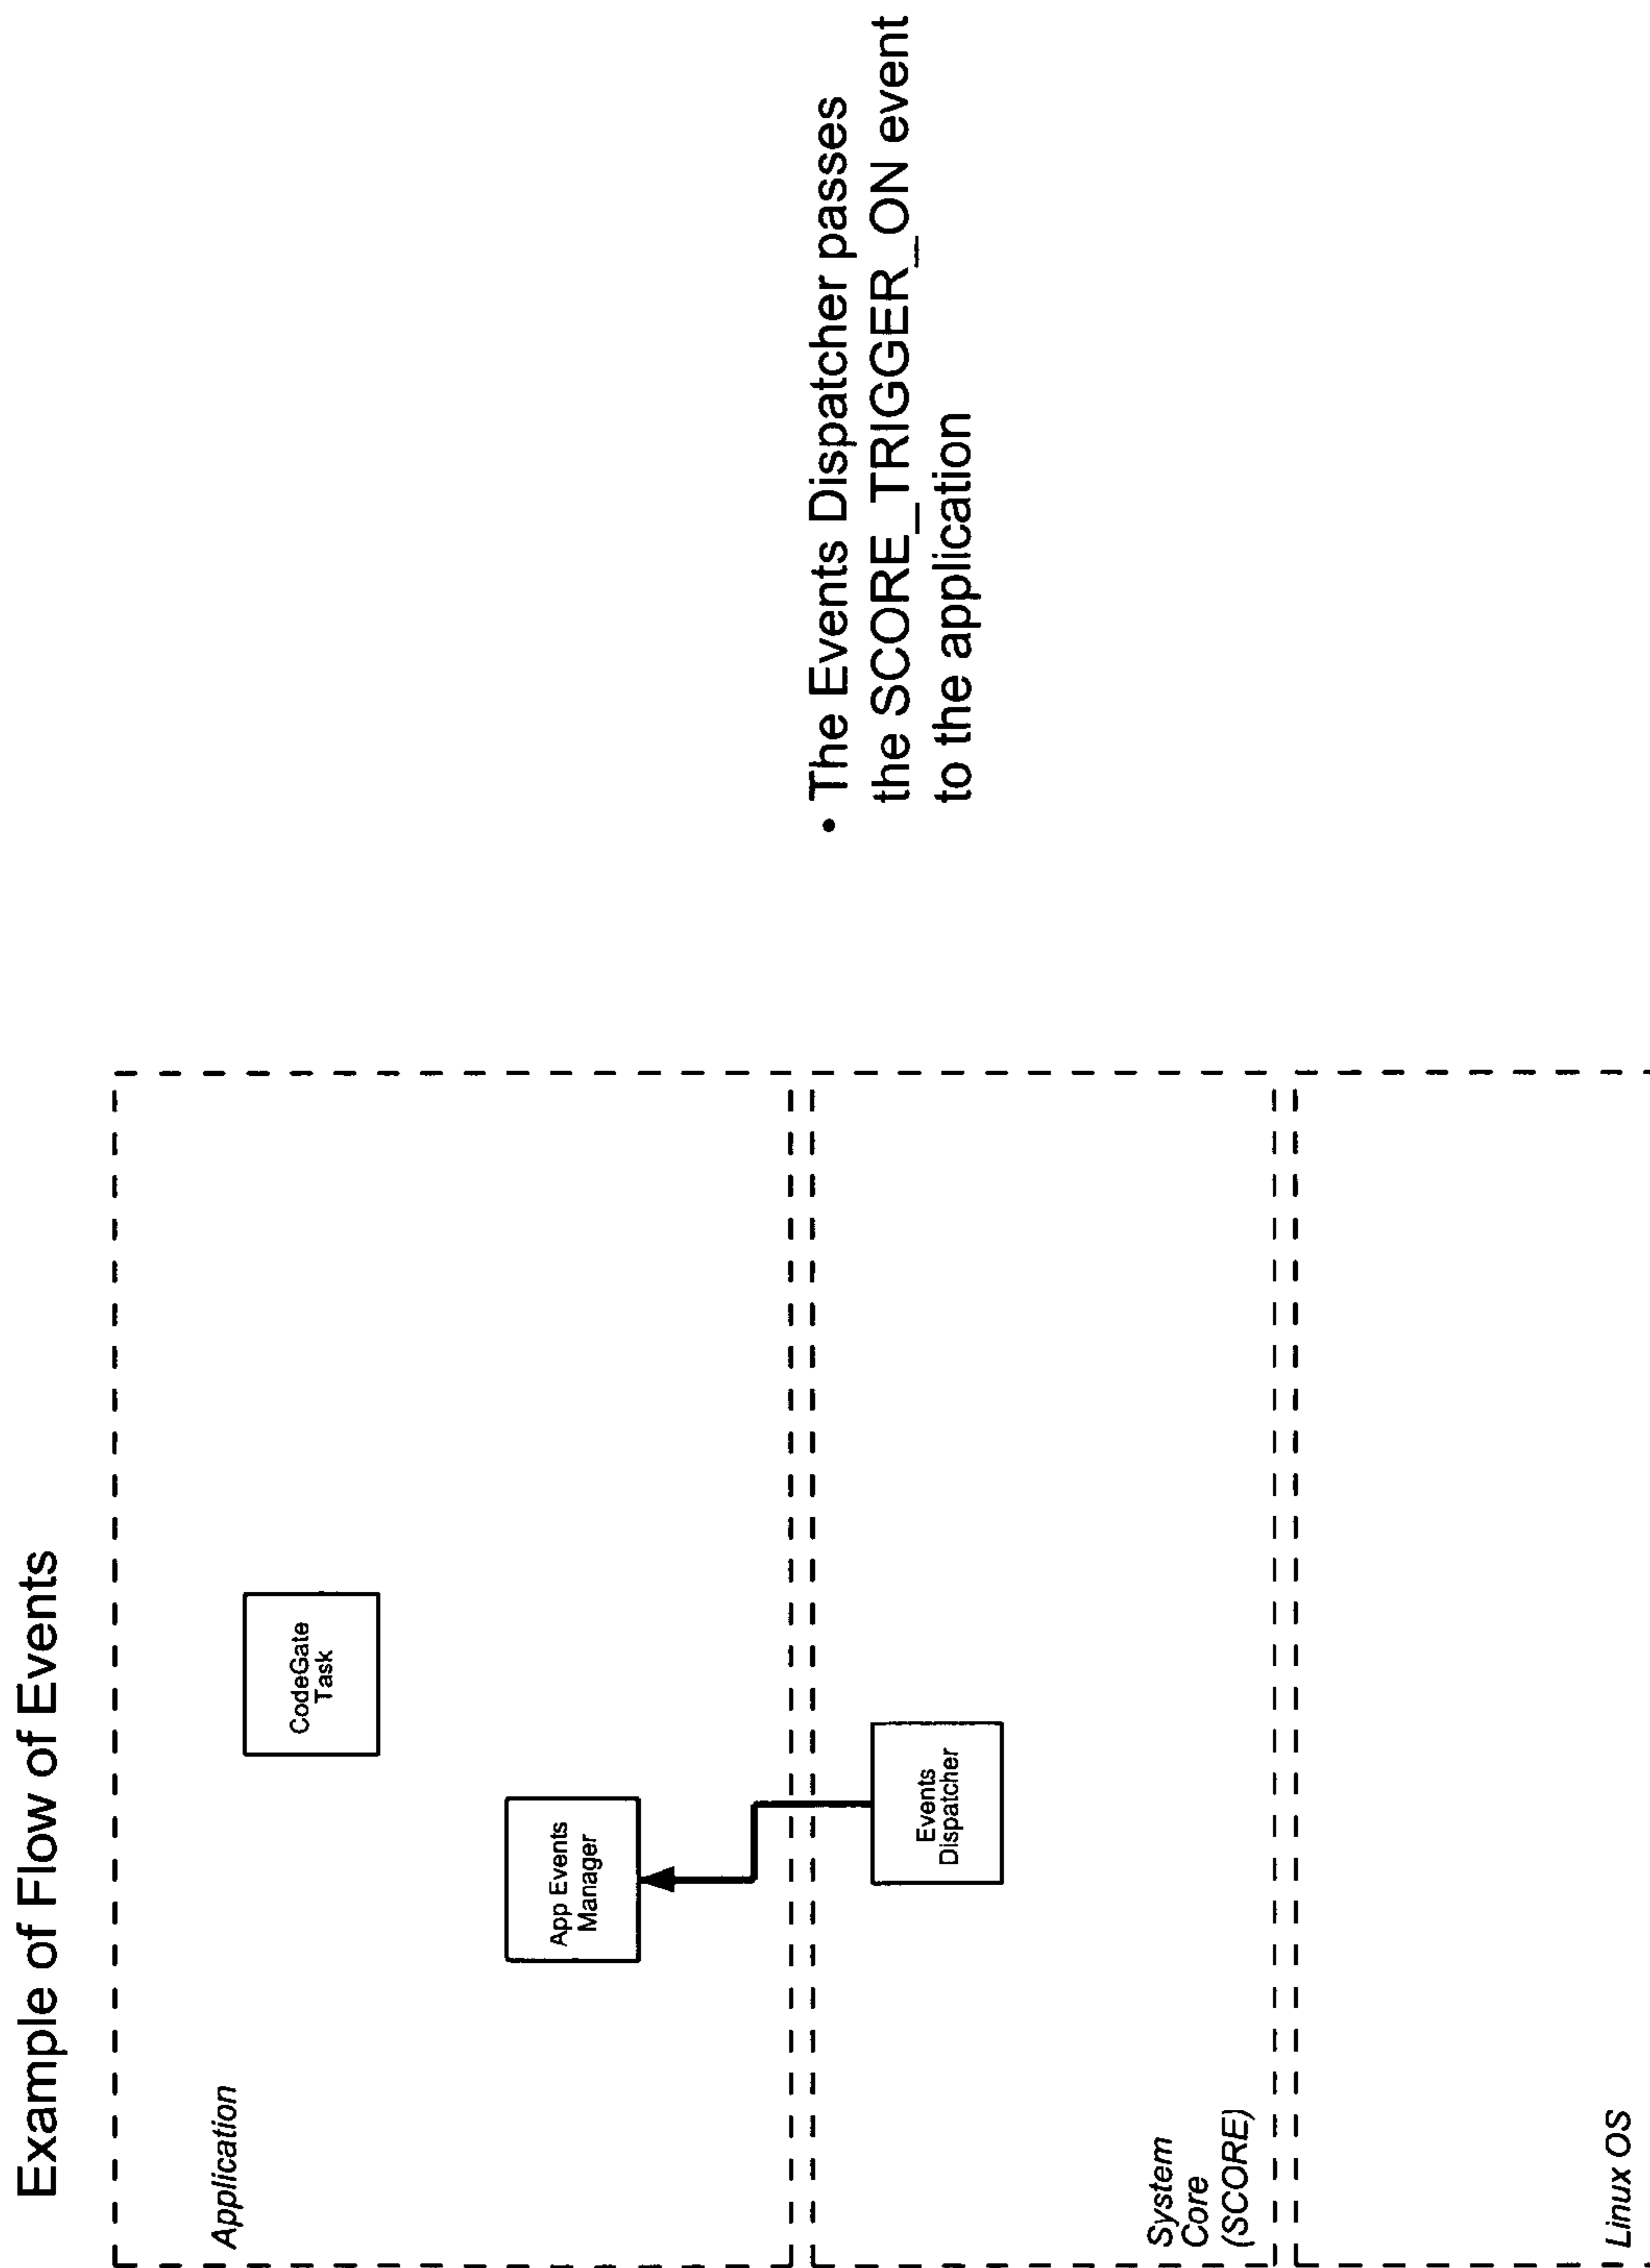 Example of Flow of Events
Application
CodeGate
Task
App Events
Manager
Events
Dispatcher
System
Core
(SCORE)
Linux OS
• The Events Dispatcher passes
the SCORE_TRIGGER_ON event
to the application